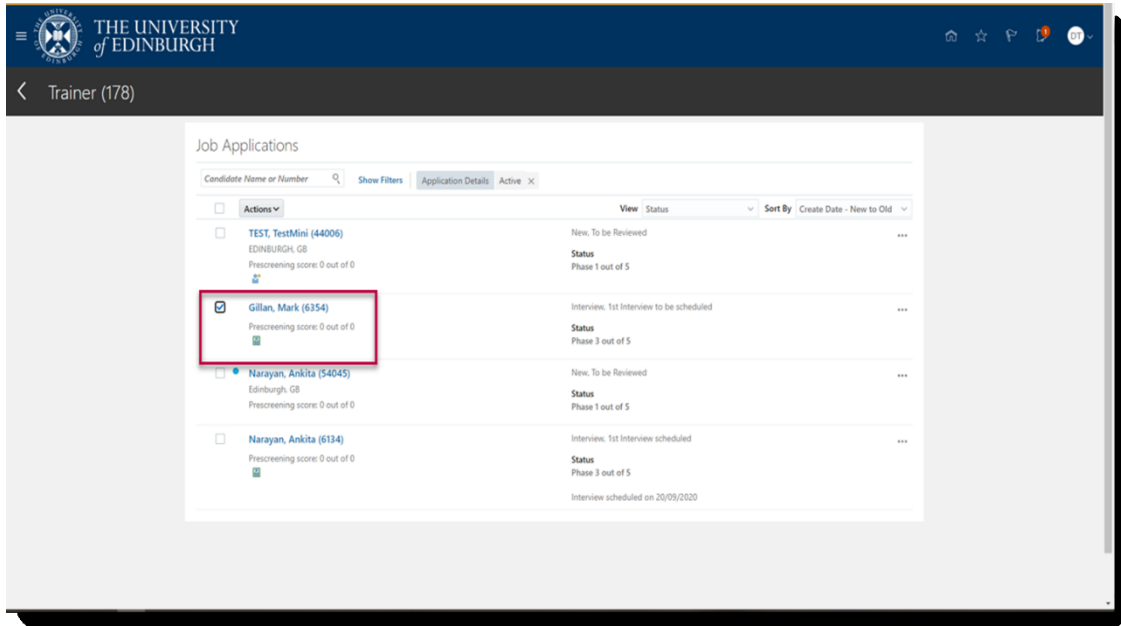 THE UNIVERSITY
of EDINBURGH
1
DT
Trainer (178)
Job Applications
Candidate Name or Number
Show Filters
Application Details Active X
Actions
View Status
Sort By Create Date - New to Old
TEST, TestMini (44006)
New, To be Reviewed
EDINBURGH, GB
Status
Prescreening score: 0 out of 0
Phase 1 out of 5
Gillan, Mark (6354)
Interview, 1st Interview to be scheduled
Prescreening score: 0 out of 0
Status
Phase 3 out of 5
Narayan, Ankita (54045)
New, To be Reviewed
Edinburgh, GB
Status
Prescreening score: 0 out of 0
Phase 1 out of 5
Narayan, Ankita (6134)
Interview, 1st Interview scheduled
Prescreening score: 0 out of 0
Status
Phase 3 out of 5
Interview scheduled on 20/09/2020